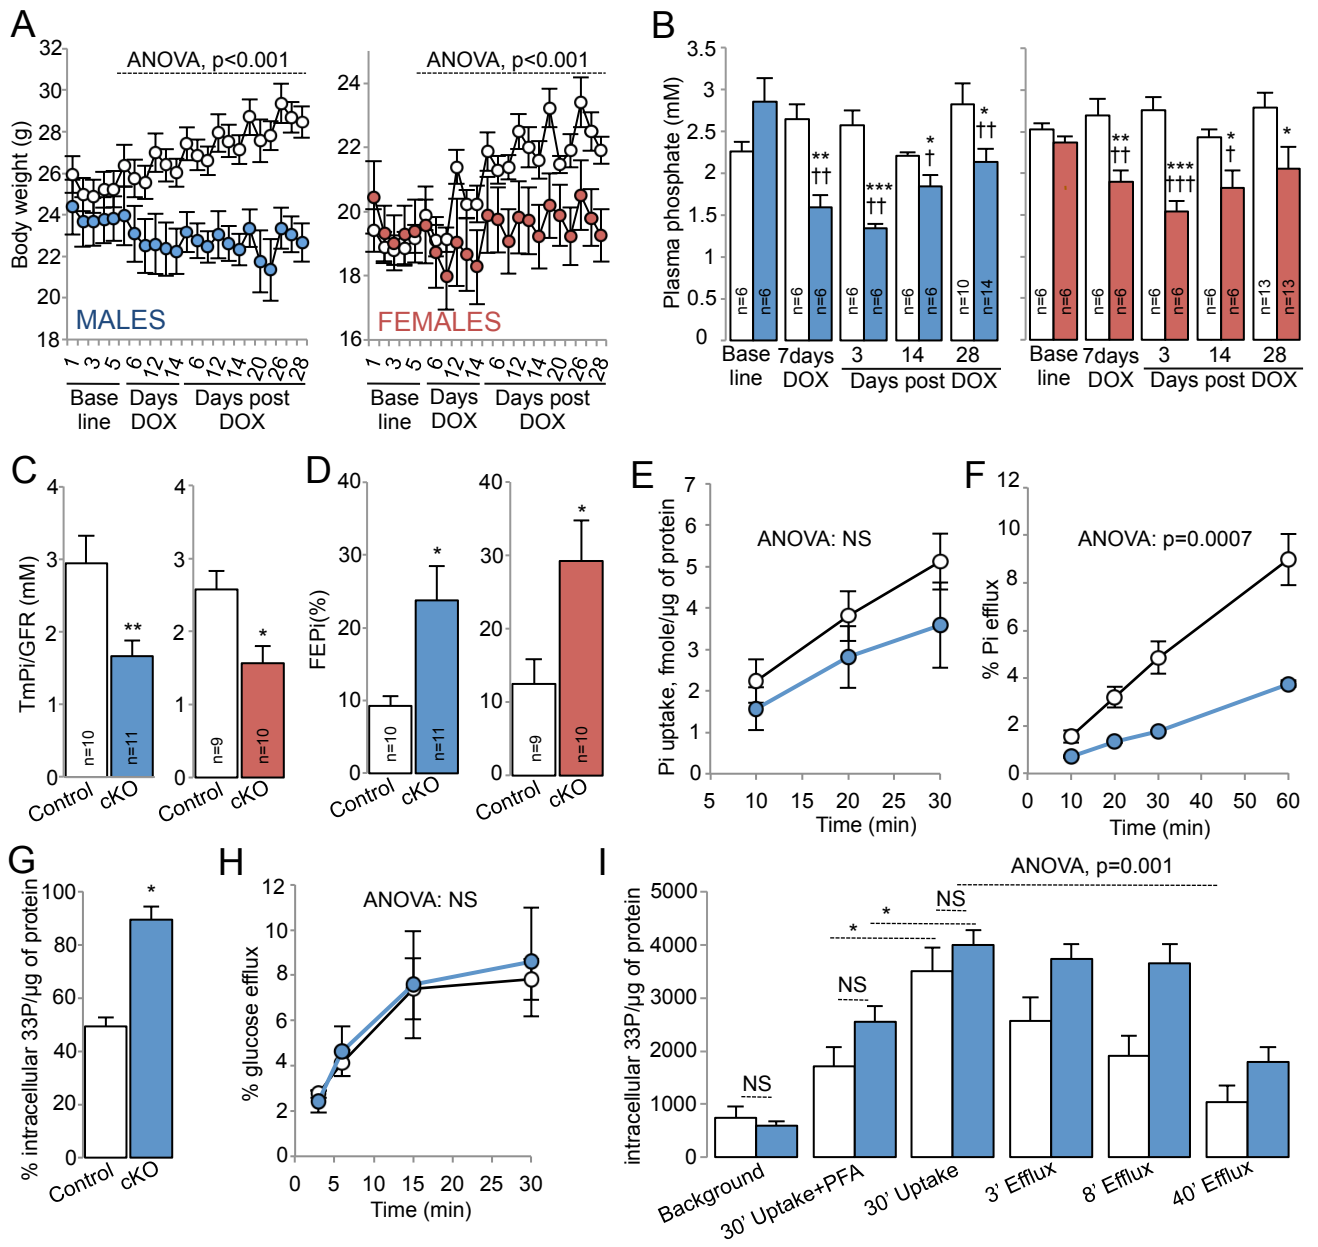 A
ANOVA, p<0.001
Body weight (g)
32
30
28
26
24
22
20
18
MALES
1 3 5 6 12 14 6 12 14 20 26 28
Base line
Days DOX
Days post DOX
ANOVA, p<0.001
24
22
20
18
16
FEMALES
1 3 5 6 12 14 6 12 14 20 26 28
Base line
Days DOX
Days post DOX
B
Plasma phosphate (mM)
3.5
3
2.5
2
1.5
1
0.5
0
**
††
***
††
*
†
*
††
n=6 n=6 n=6 n=6 n=6 n=6 n=6 n=6 n=10 n=14
Base line
7days DOX
3 14 28
Days post DOX
**
††
***
†††
*
†
*
n=6 n=6 n=6 n=6 n=6 n=6 n=6 n=6 n=13 n=13
Base line
7days DOX
3 14 28
Days post DOX
C
TmPi/GFR (mM)
4
3
2
1
0
**
n=10 n=11
Control cKO
4
3
2
1
0
*
n=9 n=10
Control cKO
D
FEPi(%)
40
30
20
10
0
*
n=10 n=11
Control cKO
40
30
20
10
0
*
n=9 n=10
Control cKO
E
Pi uptake, fmole/µg of protein
7
6
5
4
3
2
1
0
ANOVA: NS
5 10 15 20 25 30
Time (min)
F
% Pi efflux
12
10
8
6
4
2
0
ANOVA: p=0.0007
0 10 20 30 40 50 60
Time (min)
G
% intracellular 33P/µg of protein
100
80
60
40
20
0
*
Control cKO
H
% glucose efflux
12
10
8
6
4
2
0
ANOVA: NS
0 5 10 15 20 25 30
Time (min)
I
intracellular 33P/µg of protein
5000
4000
3000
2000
1000
0
ANOVA, p=0.001
NS
*
*
NS
NS
Background
30’ Uptake+PFA
30’ Uptake
3’ Efflux
8’ Efflux
40’ Efflux